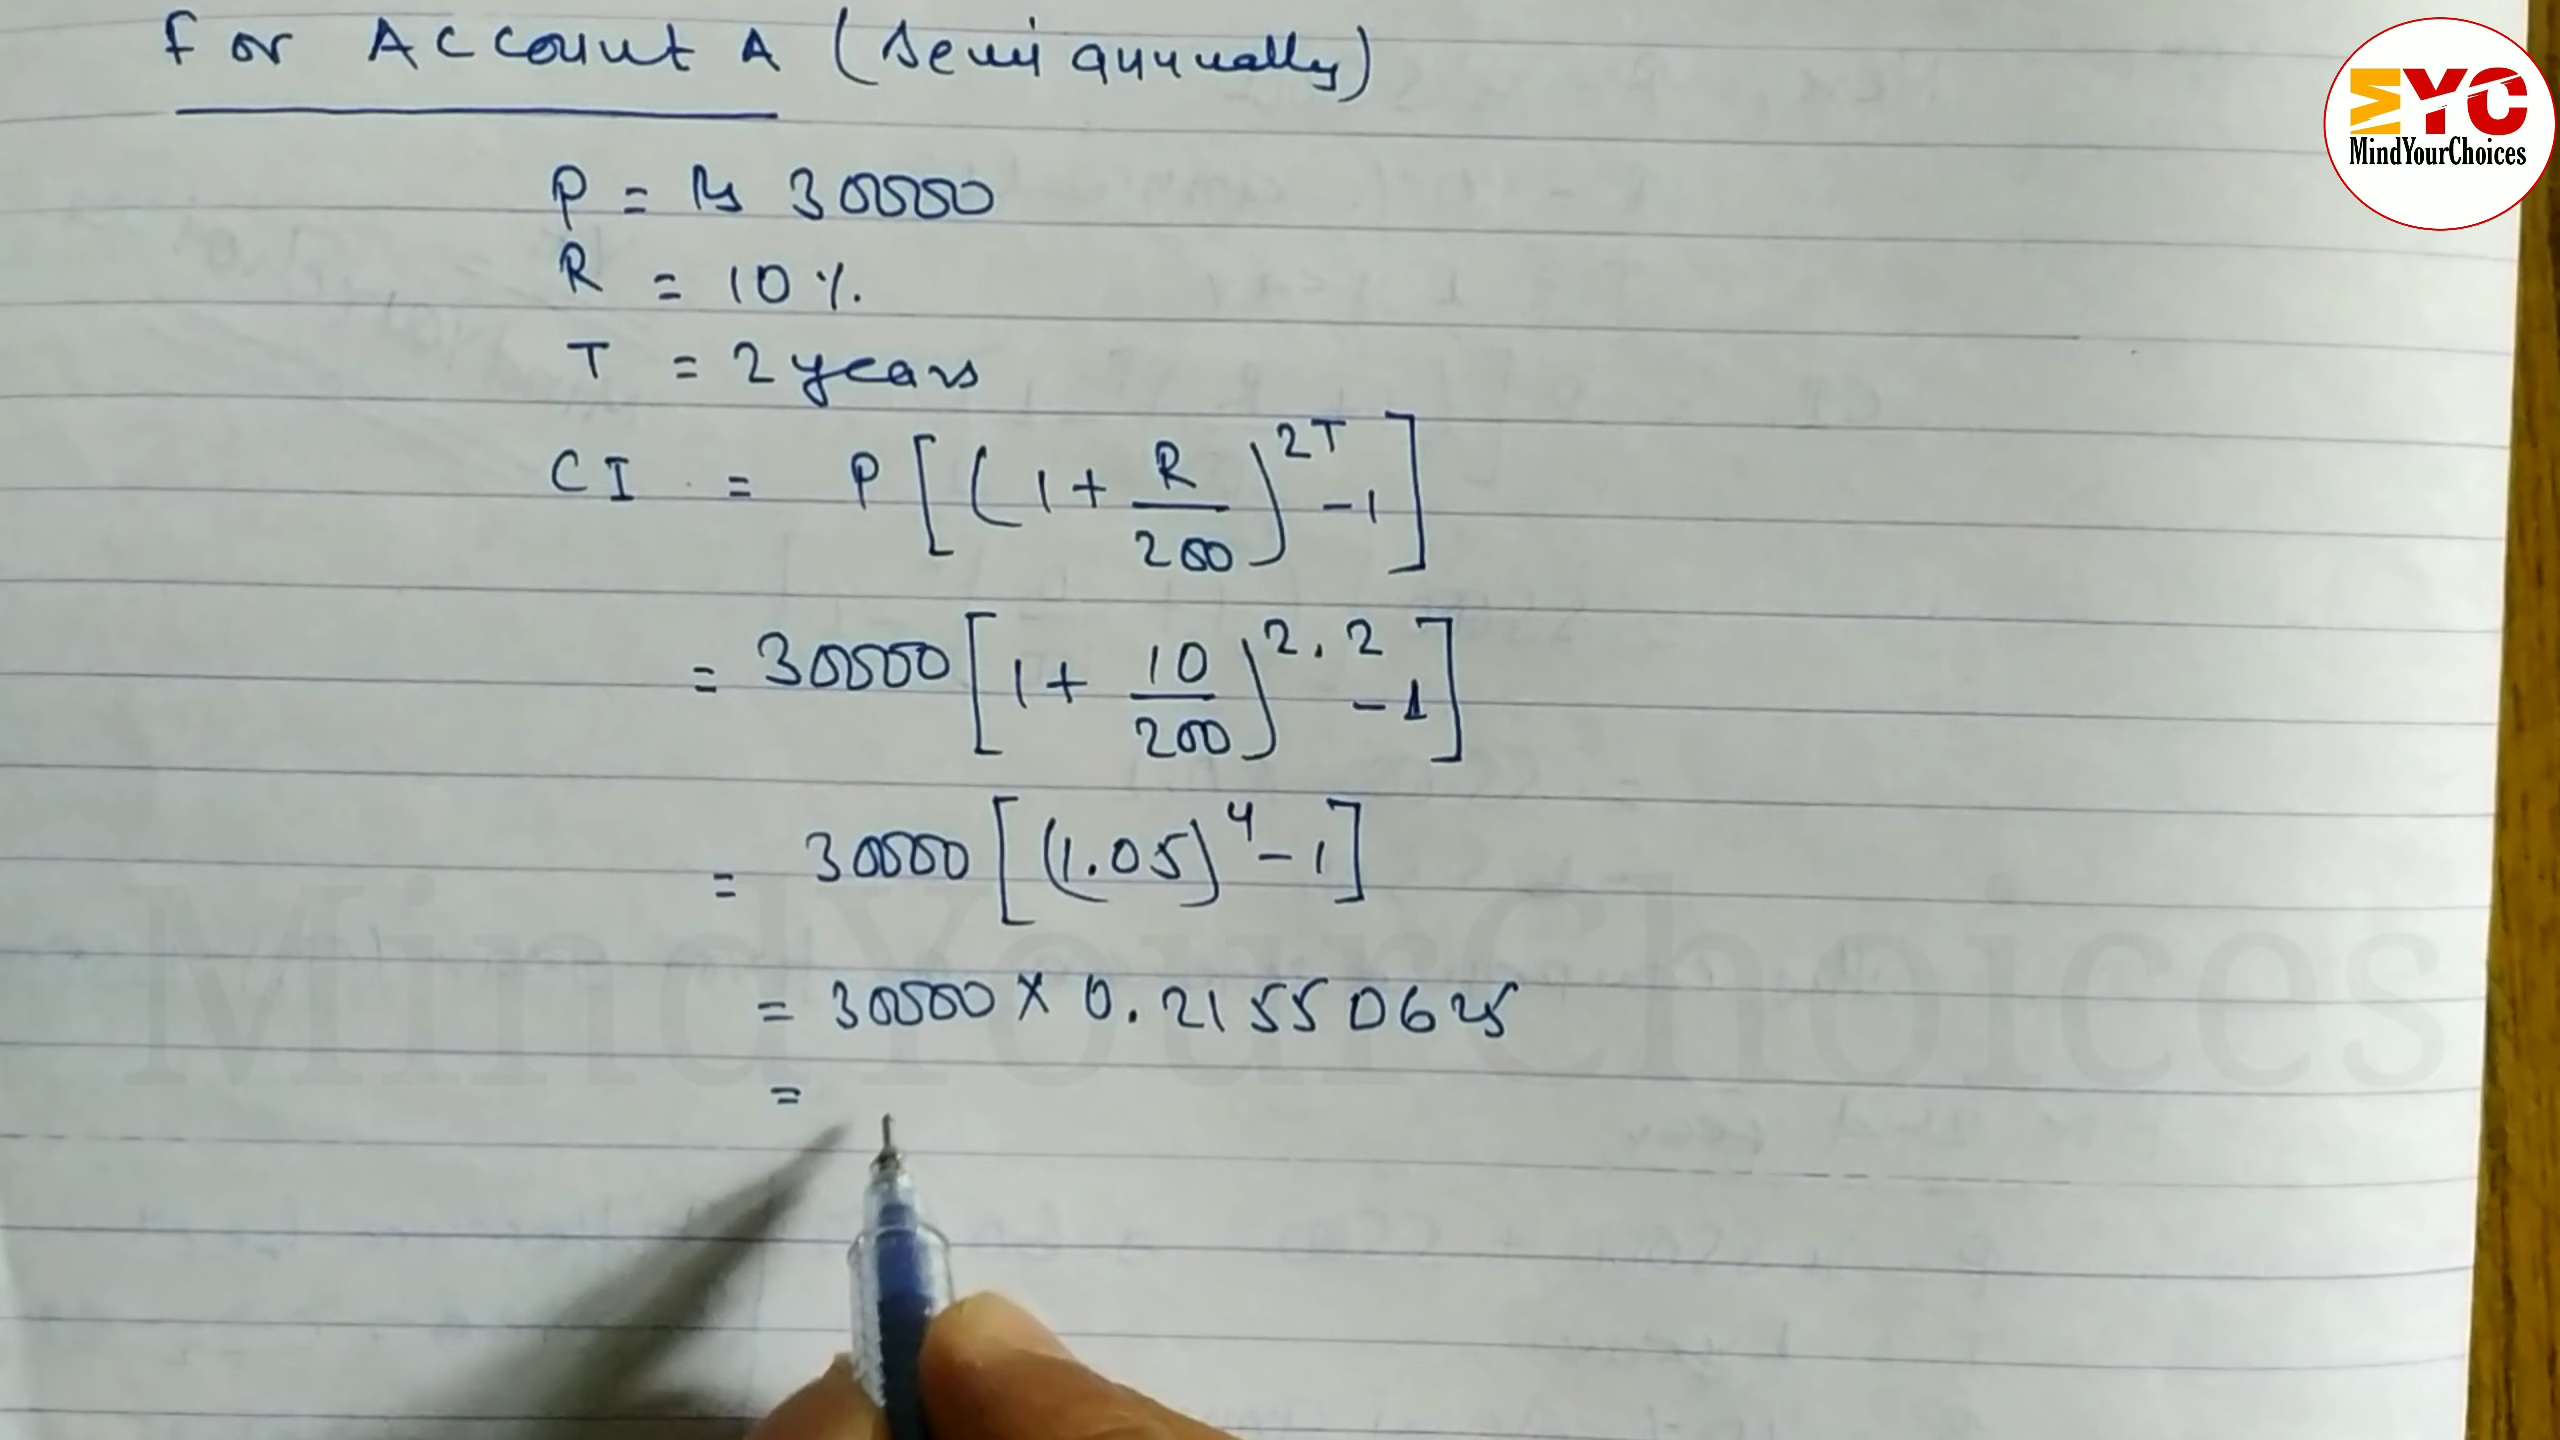 For Account A (Semi annually)
MYC
MindYourChoices
P = Rs 30000
R = 10%.
T = 2 years
CI = P[(1+R/200)^2T -1]
= 30000[1+10/200)^2.2 -1]
= 30000[(1.05)^4 -1]
= 30000 × 0.21550625
=
MindYourChoices